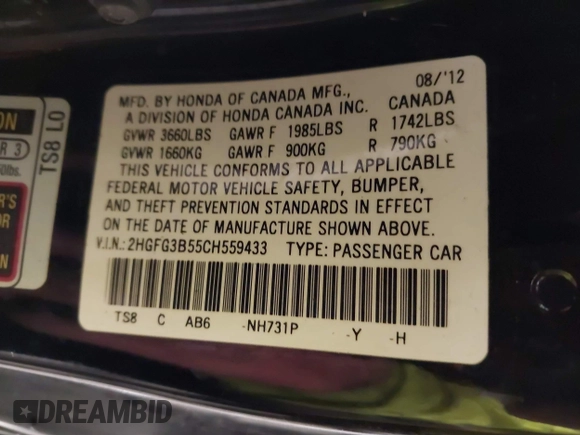 08/'12
MFD. BY HONDA OF CANADA MFG.,
A DIVISION OF HONDA CANADA INC. CANADA
GVWR 3660LBS GAWR F 1985LBS R 1742LBS
GVWR 1660KG GAWR F 900KG R 790KG
THIS VEHICLE CONFORMS TO ALL APPLICABLE
FEDERAL MOTOR VEHICLE SAFETY, BUMPER,
AND THEFT PREVENTION STANDARDS IN EFFECT
ON THE DATE OF MANUFACTURE SHOWN ABOVE.
V.I.N.: 2HGFG3B55CH559433 TYPE: PASSENGER CAR
TS8 C AB6 -NH731P -Y -H
TS8 L0
DREAMBID